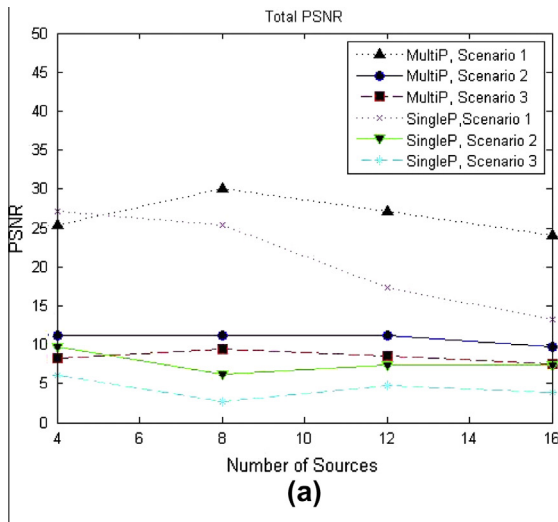 Total PSNR
50
45
40
35
30
25
20
15
10
5
0
PSNR
MultiP, Scenario 1
MultiP, Scenario 2
MultiP, Scenario 3
SingleP,Scenario 1
SingleP, Scenario 2
SingleP, Scenario 3
4 6 8 10 12 14 16
Number of Sources
(a)